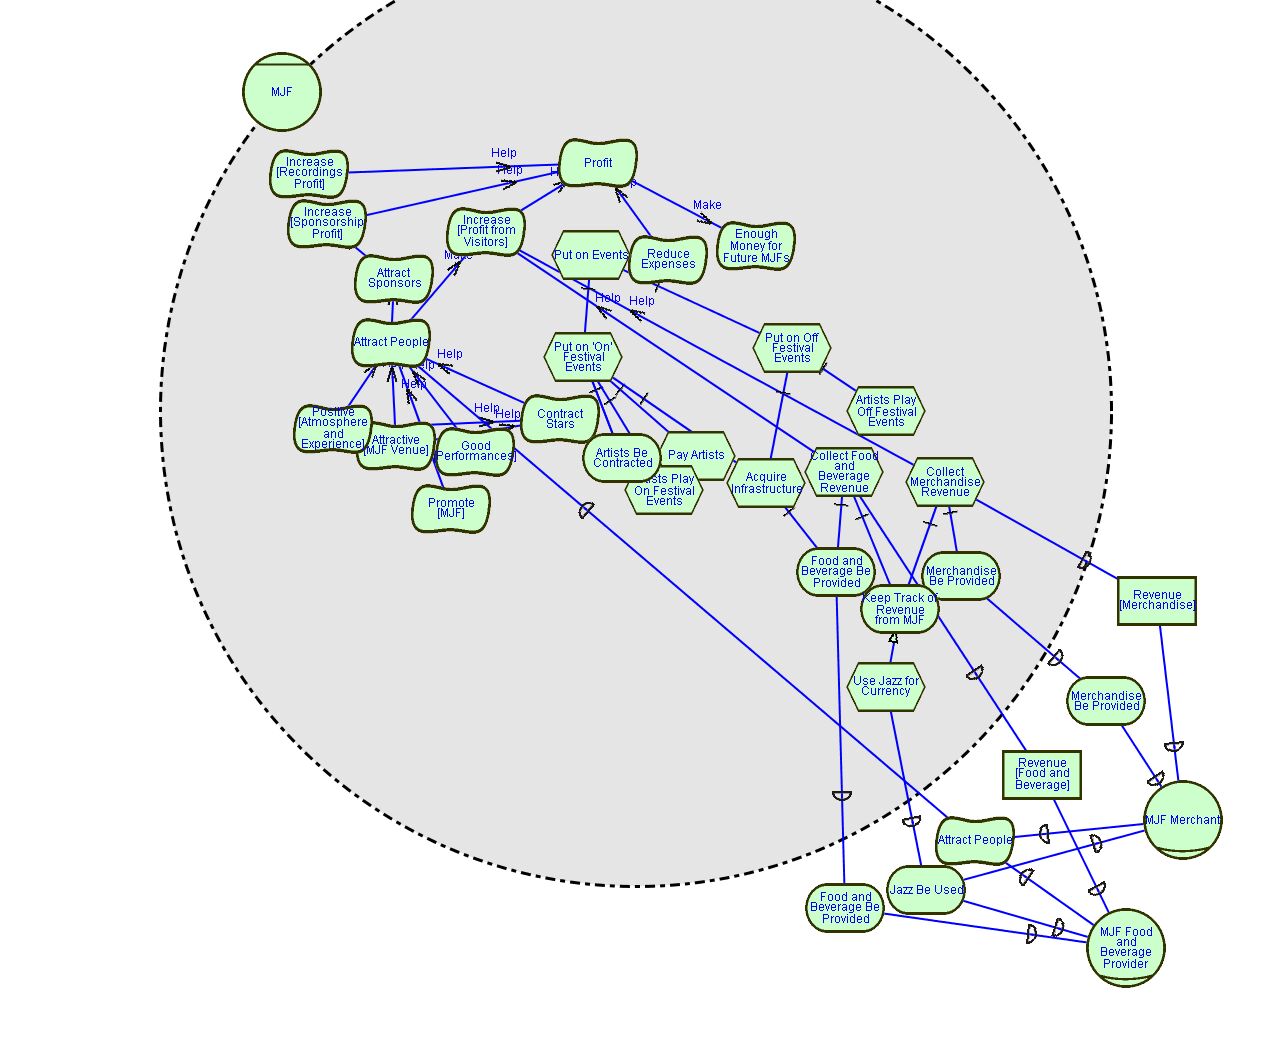 MJF
Increase
[Recordings
Profit]
Help
Profit
Increase
[Sponsorship
Profit]
Help
Make
Increase
[Profit from
Visitors]
Put on Events
Reduce
Expenses
Enough
Money for
Future MJFs
Attract
Sponsors
Help
Help
Attract People
Put on 'On'
Festival
Events
Put on Off
Festival
Events
Help
Help
Artists Play
Off Festival
Events
Positive
[Atmosphere
and
Experience]
Attractive
[MJF Venue]
Help
Help
Contract
Stars
Good
[Performances]
Artists Be
Contracted
Pay Artists
On Festival
Events
Acquire
Infrastructure
Collect Food
and
Beverage
Revenue
Collect
Merchandise
Revenue
Promote
[MJF]
Food and
Beverage Be
Provided
Merchandise
Be Provided
Keep Track of
Revenue
from MJF
Revenue
[Merchandise]
Use Jazz for
Currency
Merchandise
Be Provided
Revenue
[Food and
Beverage]
MJF Merchant
Attract People
Jazz Be Used
Food and
Beverage Be
Provided
MJF Food
and
Beverage
Provider